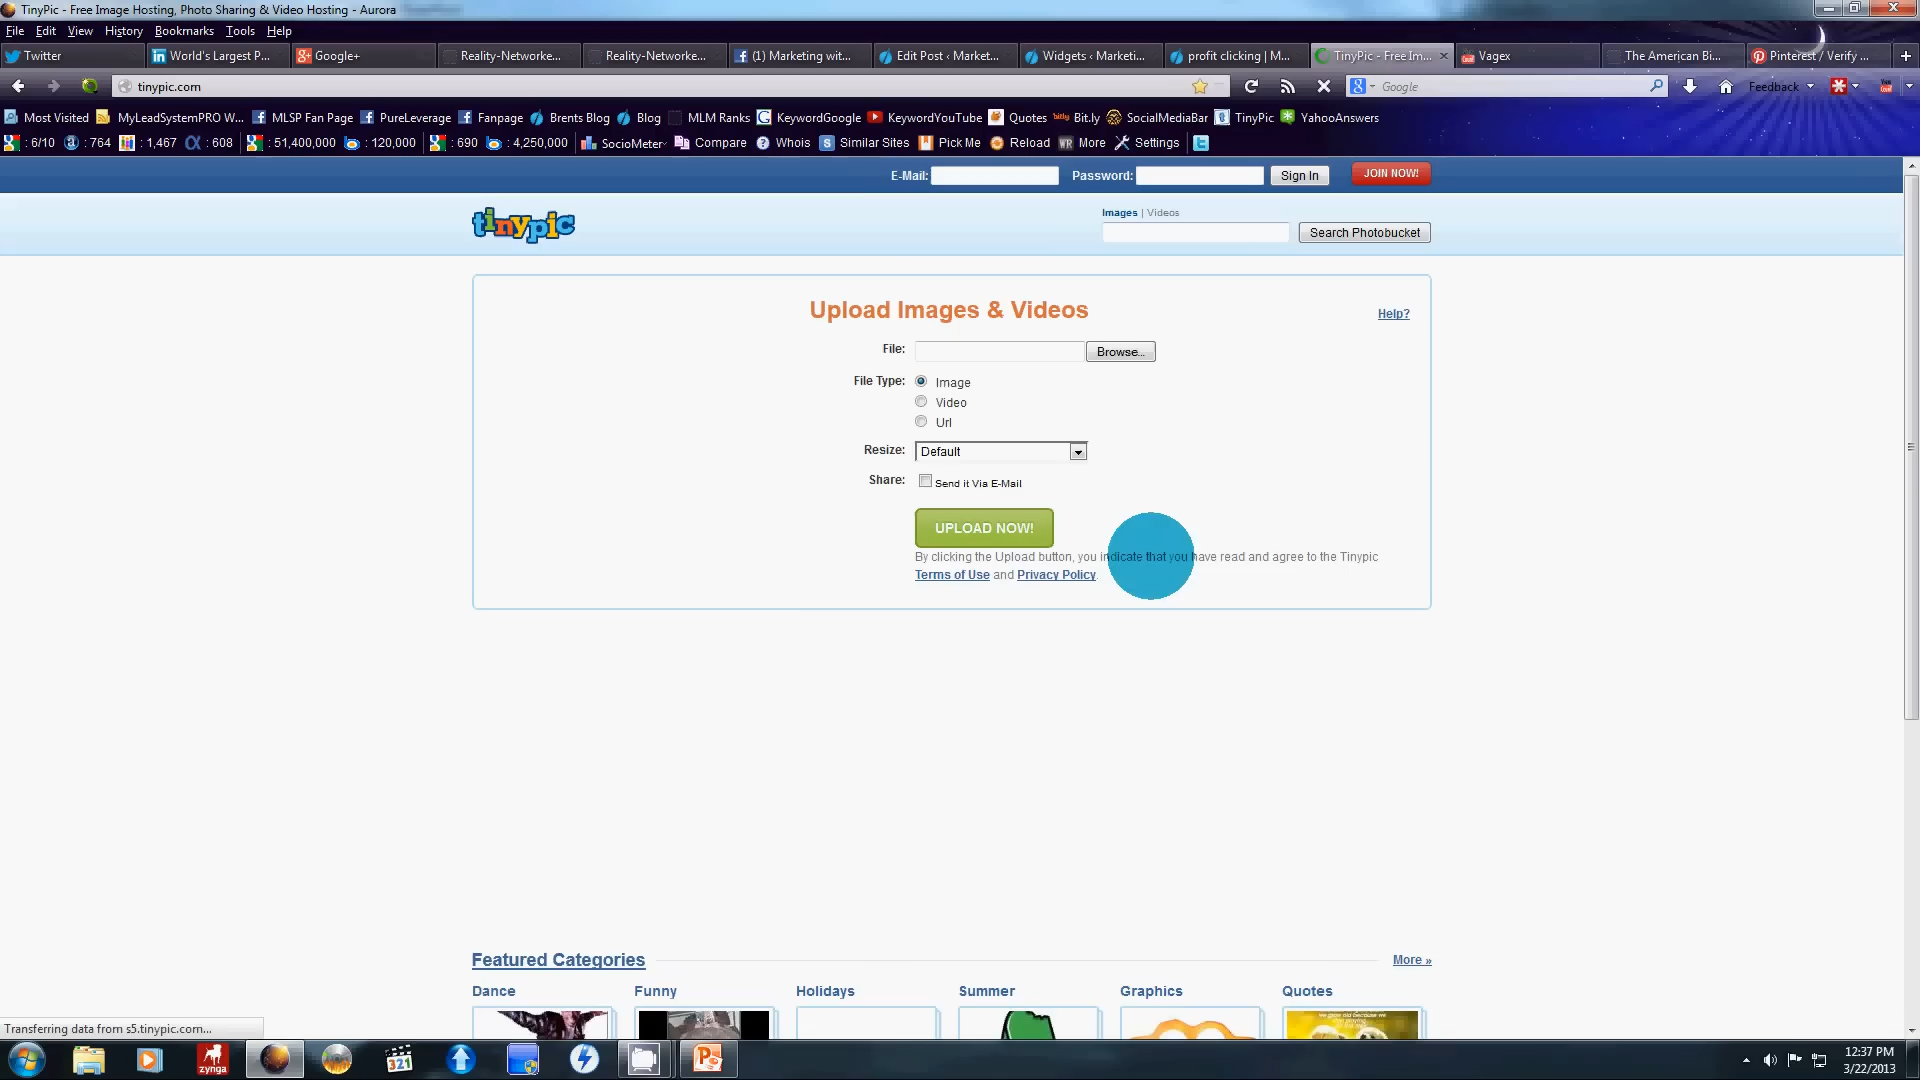 TinyPic - Free Image Hosting, Photo Sharing & Video Hosting - Aurora
File Edit View History Bookmarks Tools Help
Twitter World's Largest P... Google+ Reality-Networke... Reality-Networke... (1) Marketing wit... Edit Post ‹ Market... Widgets ‹ Marketi... profit clicking | M... TinyPic - Free Im... Vagex The American Bi... Pinterest / Verify ...
tinypic.com Google Feedback
Most Visited MyLeadSystemPRO W... MLSP Fan Page PureLeverage Fanpage Brents Blog Blog MLM Ranks KeywordGoogle KeywordYouTube Quotes Bit.ly SocialMediaBar TinyPic YahooAnswers
: 6/10 : 764 : 1,467 : 608 : 51,400,000 : 120,000 : 690 : 4,250,000 SocioMeter Compare Whois Similar Sites Pick Me Reload More Settings
E-Mail: Password: Sign In JOIN NOW!
tinypic
Images | Videos
Search Photobucket
Upload Images & Videos
Help?
File: Browse...
File Type: Image
Video
Url
Resize: Default
Share: Send it Via E-Mail
UPLOAD NOW!
By clicking the Upload button, you indicate that you have read and agree to the Tinypic
Terms of Use and Privacy Policy.
Featured Categories More »
Dance Funny Holidays Summer Graphics Quotes
Transferring data from s5.tinypic.com...
zynga
321
12:37 PM
3/22/2013